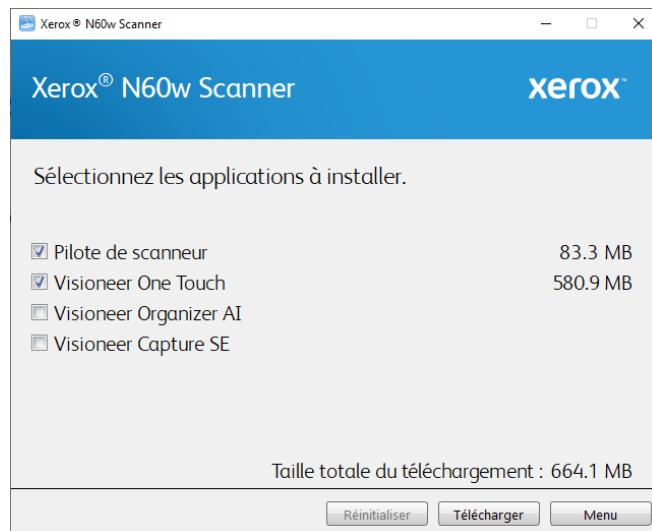 Xerox® N60w Scanner
Xerox® N60w Scanner
xerox™
Sélectionnez les applications à installer.
Pilote de scanneur 83.3 MB
Visioneer One Touch 580.9 MB
Visioneer Organizer AI
Visioneer Capture SE
Taille totale du téléchargement : 664.1 MB
Réinitialiser Télécharger Menu